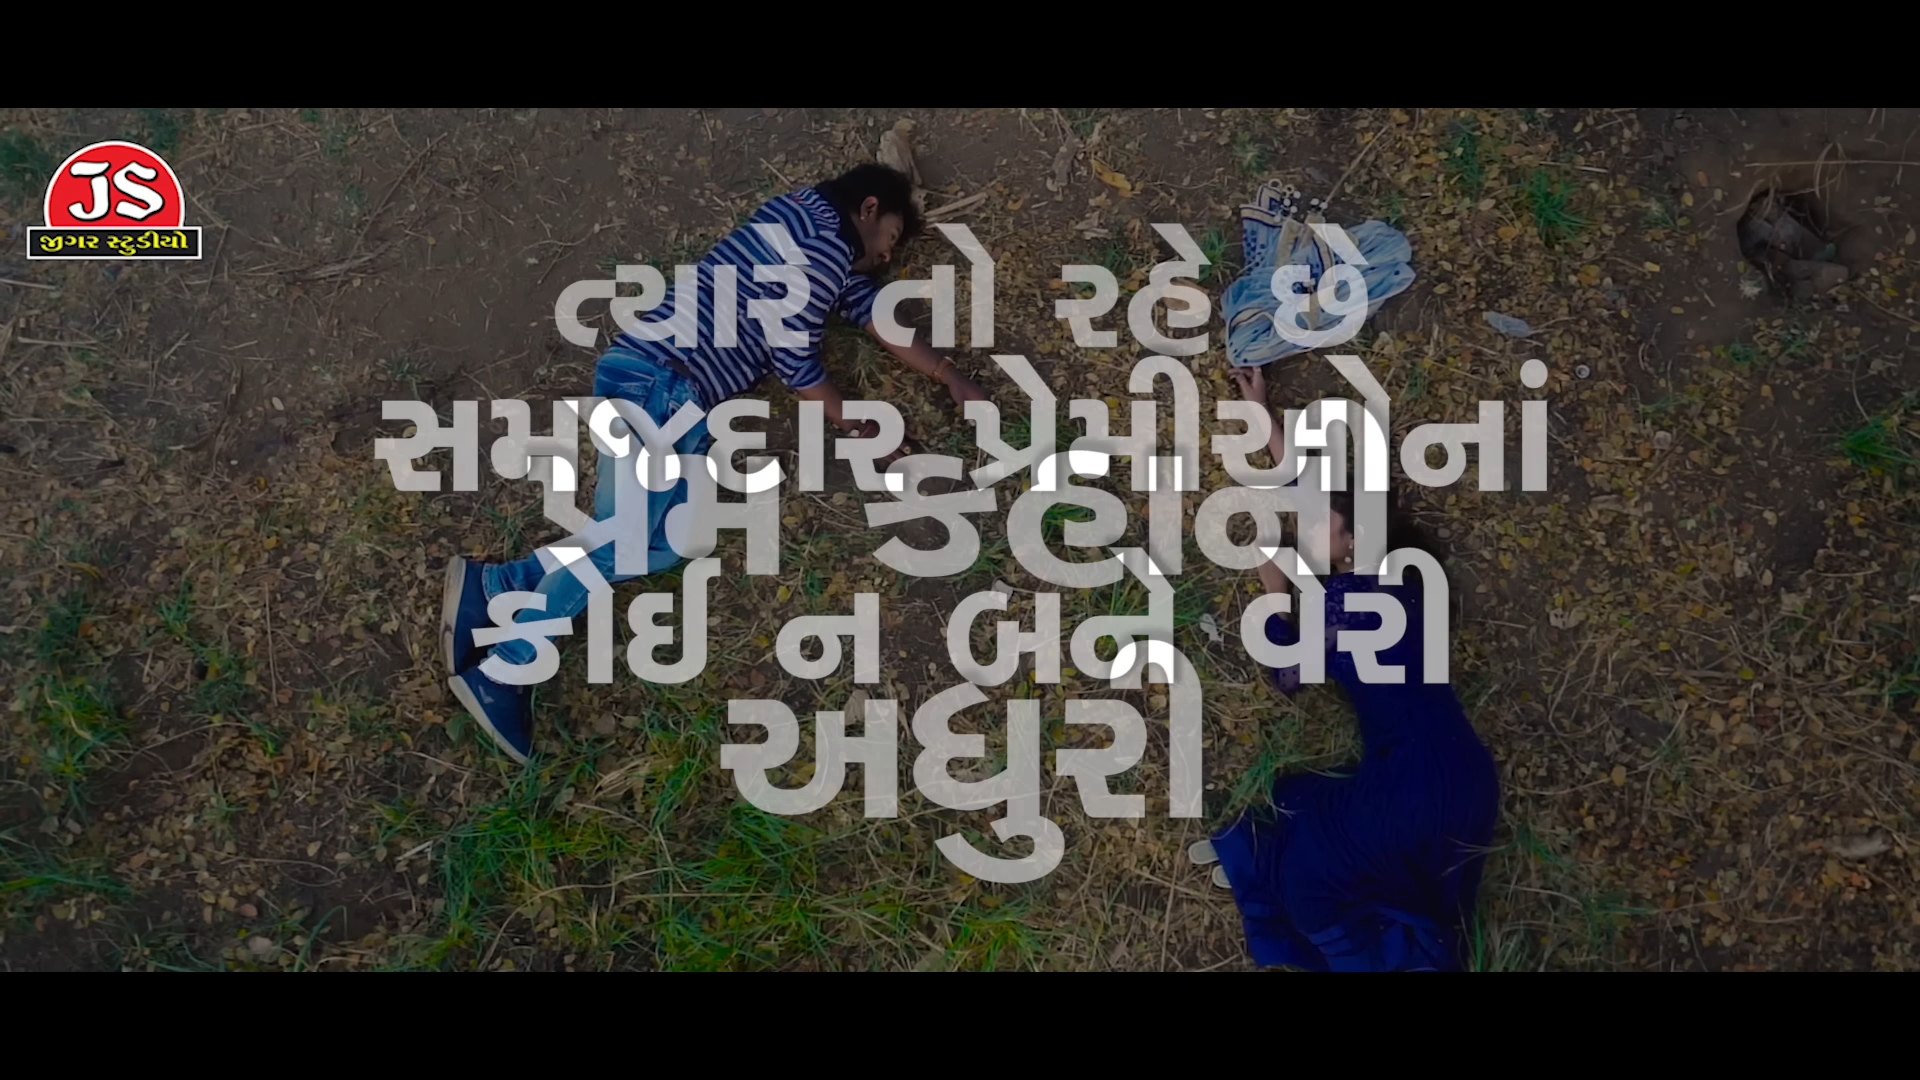 JS
જીગર સ્ટુડીયો
ત્યારે તો રહે છે
સમજદાર પ્રેમીઓનાં
પ્રેમ કહાની
કોઈ ન બને વેરી
અધુરી